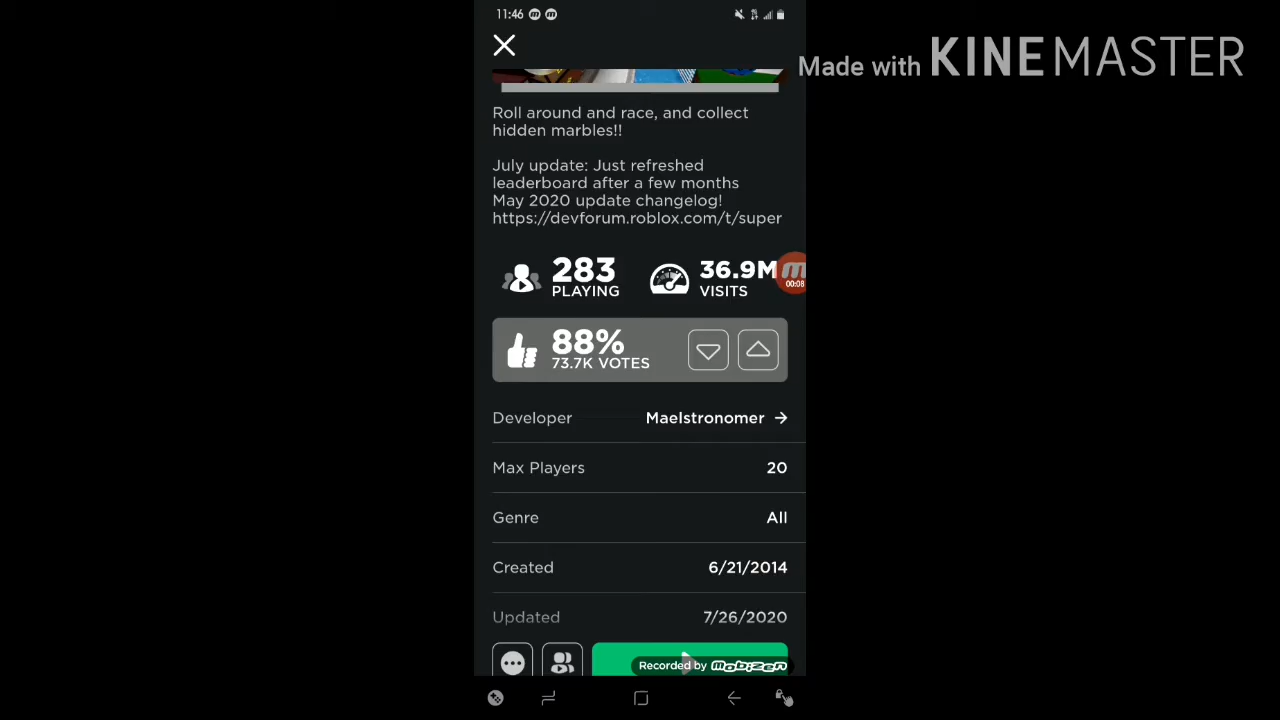 11:46
Made with KINEMASTER
Roll around and race, and collect
hidden marbles!!
July update: Just refreshed
leaderboard after a few months
May 2020 update changelog!
https://devforum.roblox.com/t/super
283
PLAYING
36.9M
VISITS
00:08
88%
73.7K VOTES
Developer Maelstronomer
Max Players 20
Genre All
Created 6/21/2014
Updated 7/26/2020
Recorded by mobizen